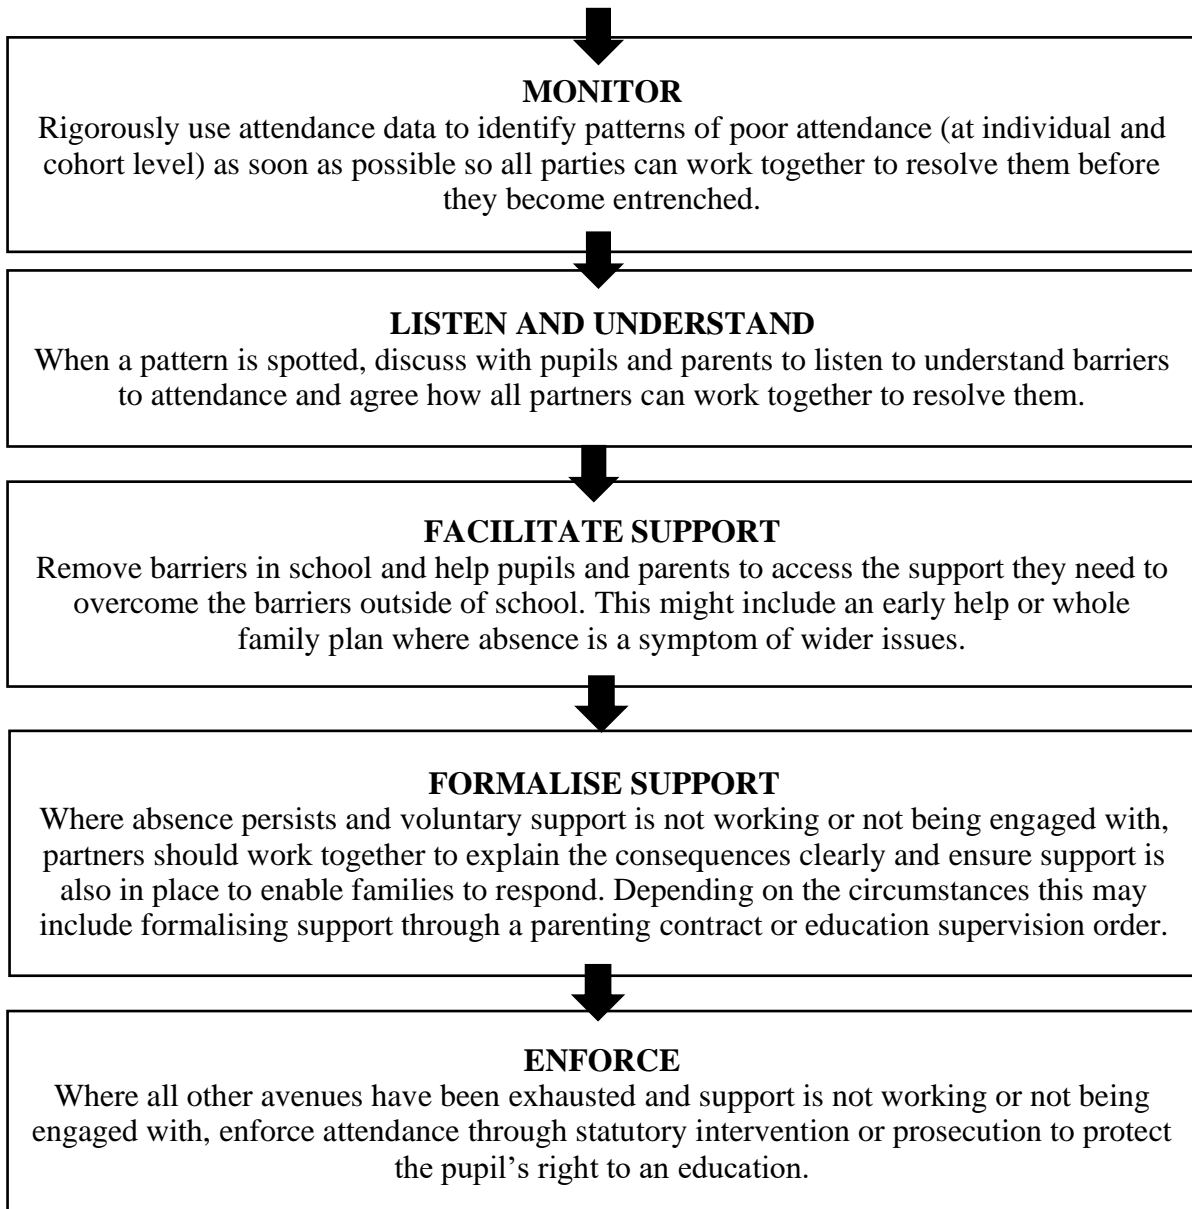 MONITOR
Rigorously use attendance data to identify patterns of poor attendance (at individual and
cohort level) as soon as possible so all parties can work together to resolve them before
they become entrenched.
LISTEN AND UNDERSTAND
When a pattern is spotted, discuss with pupils and parents to listen to understand barriers
to attendance and agree how all partners can work together to resolve them.
FACILITATE SUPPORT
Remove barriers in school and help pupils and parents to access the support they need to
overcome the barriers outside of school. This might include an early help or whole
family plan where absence is a symptom of wider issues.
FORMALISE SUPPORT
Where absence persists and voluntary support is not working or not being engaged with,
partners should work together to explain the consequences clearly and ensure support is
also in place to enable families to respond. Depending on the circumstances this may
include formalising support through a parenting contract or education supervision order.
ENFORCE
Where all other avenues have been exhausted and support is not working or not being
engaged with, enforce attendance through statutory intervention or prosecution to protect
the pupil’s right to an education.